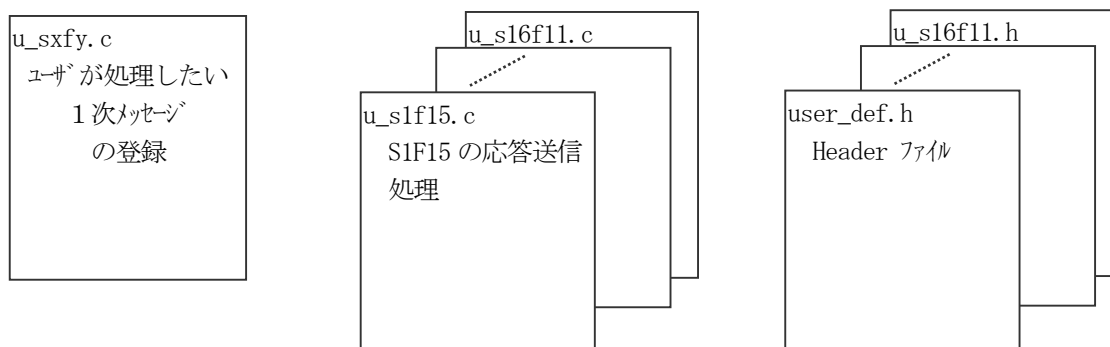 u_sxfy.c
ﾕｰｻﾞが処理したい
１次ﾒｯｾｰｼﾞ
の登録
u_s16f11.c
u_s1f15.c
S1F15 の応答送信
処理
u_s16f11.h
user_def.h
Header ﾌｧｲﾙ